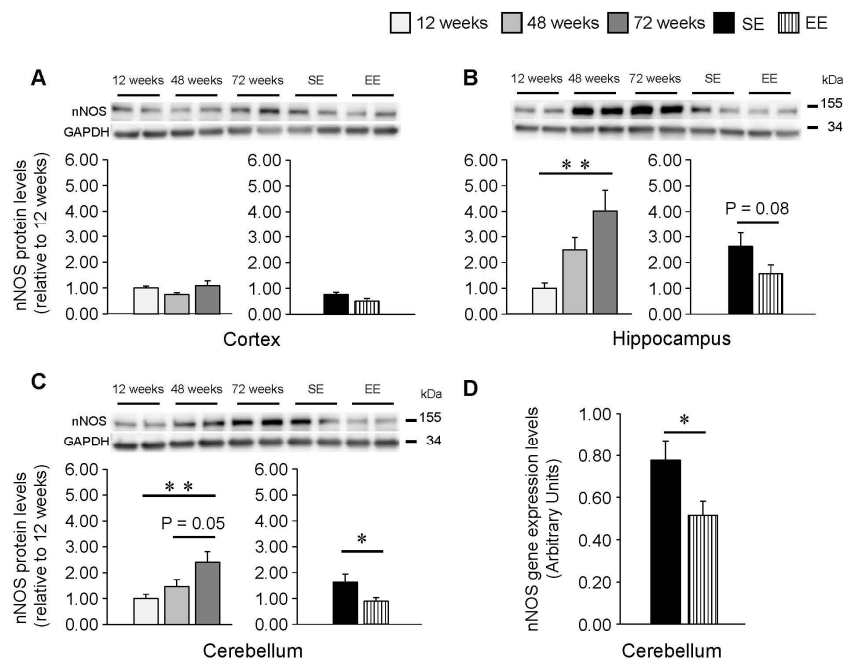 12 weeks 48 weeks 72 weeks SE EE
A
12 weeks 48 weeks 72 weeks SE EE
nNOS
GAPDH
nNOS protein levels
(relative to 12 weeks)
6.00 6.00
5.00 5.00
4.00 4.00
3.00 3.00
2.00 2.00
1.00 1.00
0.00 0.00
Cortex
B
12 weeks 48 weeks 72 weeks SE EE kDa
155
34
6.00 6.00
5.00 5.00
4.00 4.00
3.00 3.00
2.00 2.00
1.00 1.00
0.00 0.00
* *
P = 0.08
Hippocampus
C
12 weeks 48 weeks 72 weeks SE EE kDa
nNOS 155
GAPDH 34
nNOS protein levels
(relative to 12 weeks)
6.00 6.00
5.00 5.00
4.00 4.00
3.00 3.00
2.00 2.00
1.00 1.00
0.00 0.00
* *
P = 0.05
*
Cerebellum
D
nNOS gene expression levels
(Arbitrary Units)
1.00
0.80
0.60
0.40
0.20
0.00
*
Cerebellum